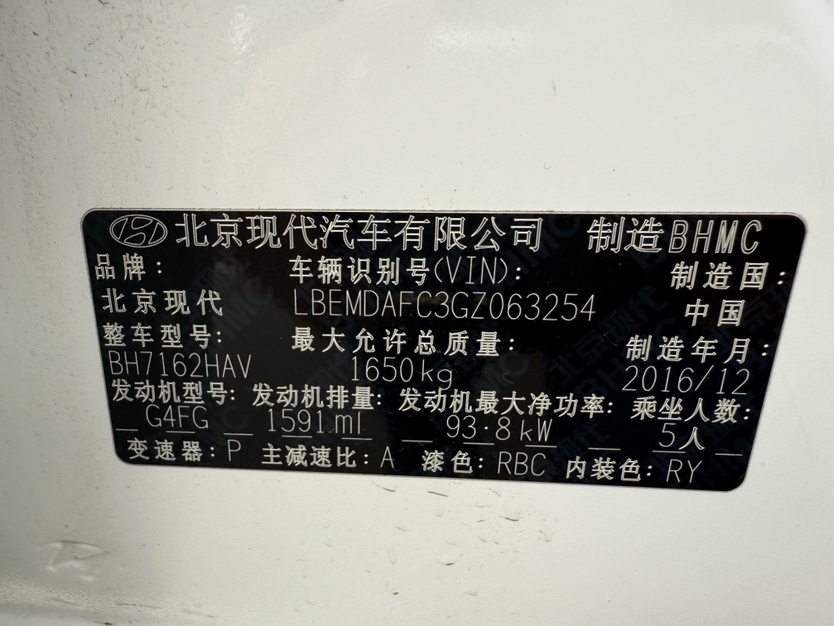 北京现代汽车有限公司 制造BHMC
品牌: 车辆识别号(VIN): 制造国:
北京现代 LBEMDAFC3GZ063254 中国
整车型号: 最大允许总质量: 制造年月:
BH7162HAV 1650kg 2016/12
发动机型号: 发动机排量: 发动机最大净功率: 乘坐人数:
G4FG 1591ml 93.8kW 5人
变速器: P 主减速比: A 漆色: RBC 内装色: RY